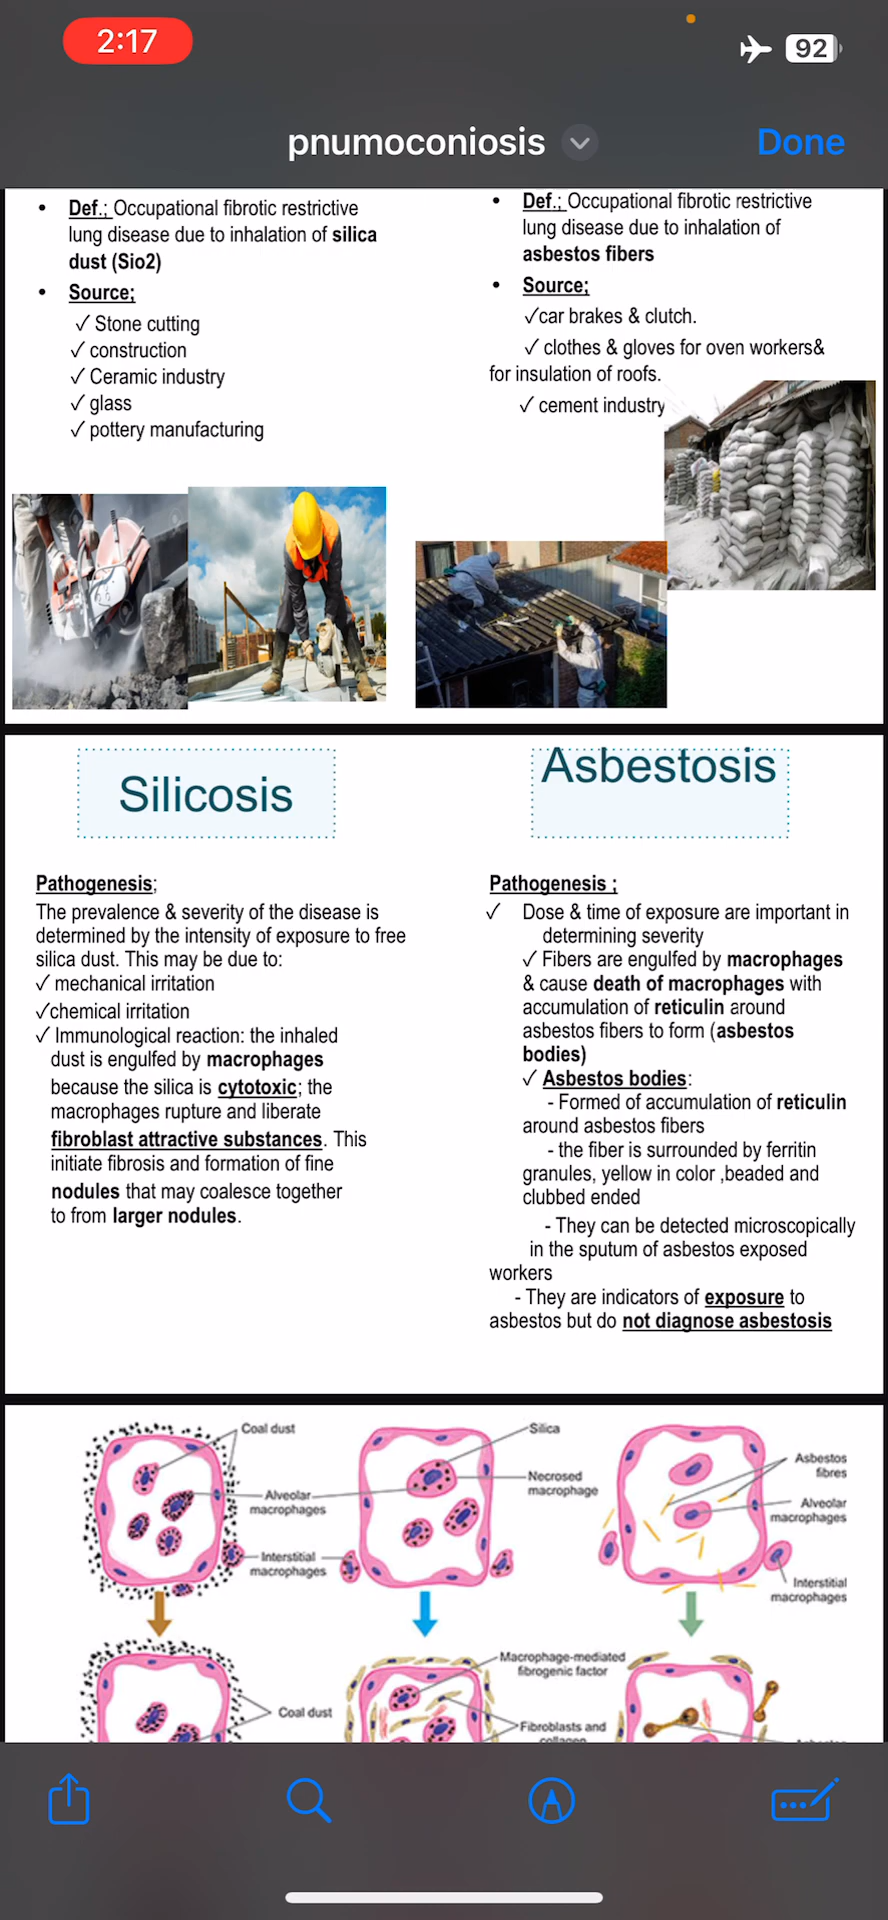 2:17
92
pnumoconiosis
Done
• Def.; Occupational fibrotic restrictive
lung disease due to inhalation of silica
dust (Sio2)
• Source;
✓ Stone cutting
✓ construction
✓ Ceramic industry
✓ glass
✓ pottery manufacturing
• Def.; Occupational fibrotic restrictive
lung disease due to inhalation of
asbestos fibers
• Source;
✓car brakes & clutch.
✓ clothes & gloves for oven workers&
for insulation of roofs.
✓ cement industry
Silicosis
Pathogenesis;
The prevalence & severity of the disease is
determined by the intensity of exposure to free
silica dust. This may be due to:
✓ mechanical irritation
✓chemical irritation
✓ Immunological reaction: the inhaled
dust is engulfed by macrophages
because the silica is cytotoxic; the
macrophages rupture and liberate
fibroblast attractive substances. This
initiate fibrosis and formation of fine
nodules that may coalesce together
to from larger nodules.
Asbestosis
Pathogenesis ;
✓ Dose & time of exposure are important in
determining severity
✓ Fibers are engulfed by macrophages
& cause death of macrophages with
accumulation of reticulin around
asbestos fibers to form (asbestos
bodies)
✓ Asbestos bodies:
- Formed of accumulation of reticulin
around asbestos fibers
- the fiber is surrounded by ferritin
granules, yellow in color ,beaded and
clubbed ended
- They can be detected microscopically
in the sputum of asbestos exposed
workers
- They are indicators of exposure to
asbestos but do not diagnose asbestosis
Coal dust
Alveolar
macrophages
Interstitial
macrophages
Silica
Necrosed
macrophage
Asbestos
fibres
Alveolar
macrophages
Interstitial
macrophages
Coal dust
Macrophage-mediated
fibrogenic factor
Fibroblasts and